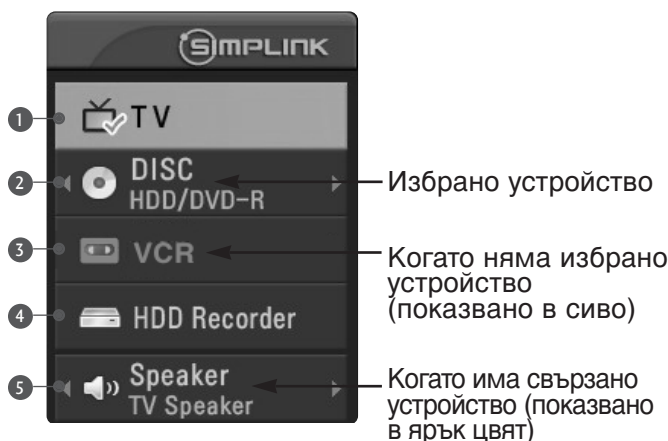 SIMPLINK
1 TV
2 DISC
HDD/DVD-R
Избрано устройство
3 VCR
Когато няма избрано
устройство
(показвано в сиво)
4 HDD Recorder
5 Speaker
TV Speaker
Когато има свързано
устройство (показвано
в ярък цвят)